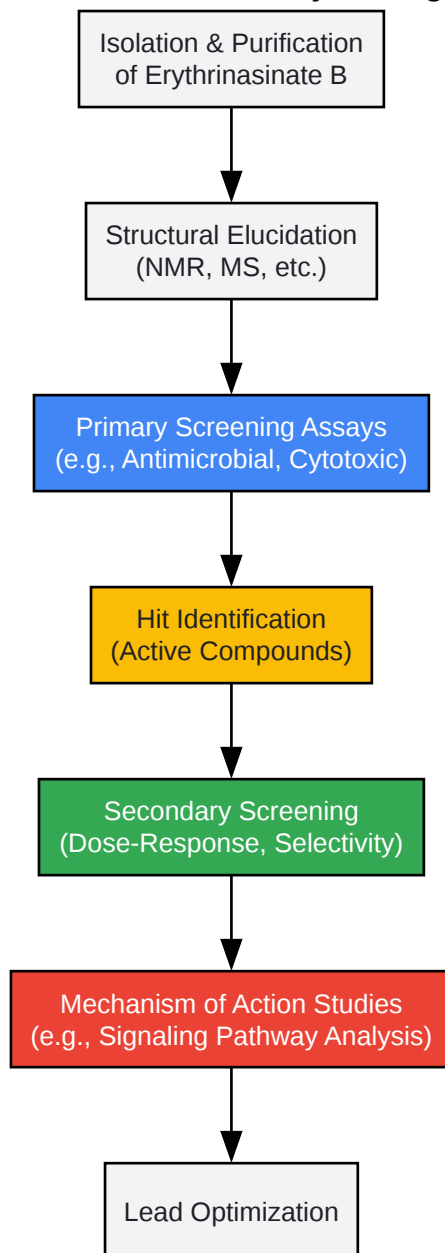 Isolation & Purification
of Erythrinasinate B
Structural Elucidation
(NMR, MS, etc.)
Primary Screening Assays
(e.g., Antimicrobial, Cytotoxic)
Hit Identification
(Active Compounds)
Secondary Screening
(Dose-Response, Selectivity)
Mechanism of Action Studies
(e.g., Signaling Pathway Analysis)
Lead Optimization